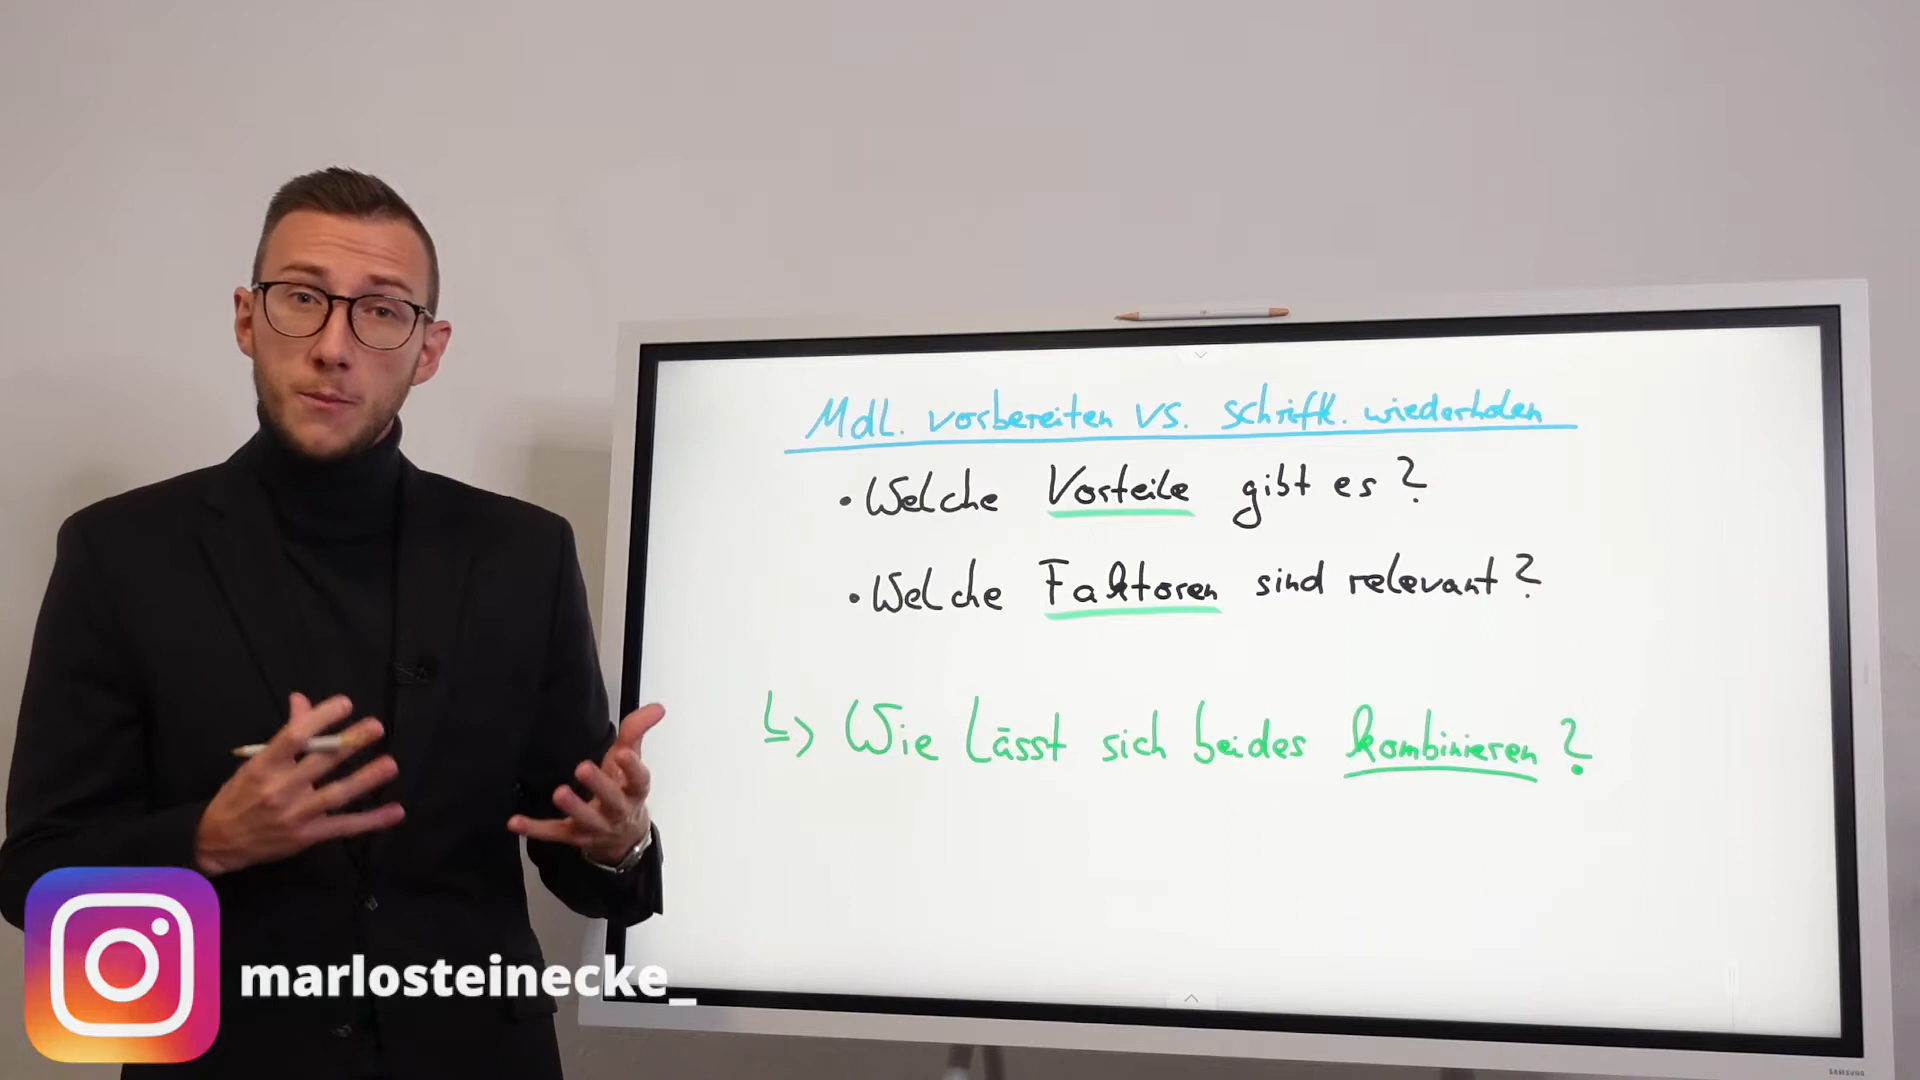 Mdl. vorbereiten vs. schriftl. wiederholen
• Welche Vorteile gibt es?
• Welche Faktoren sind relevant?
↳ Wie lässt sich beides kombinieren?
marlosteinecke_
SAMSUNG